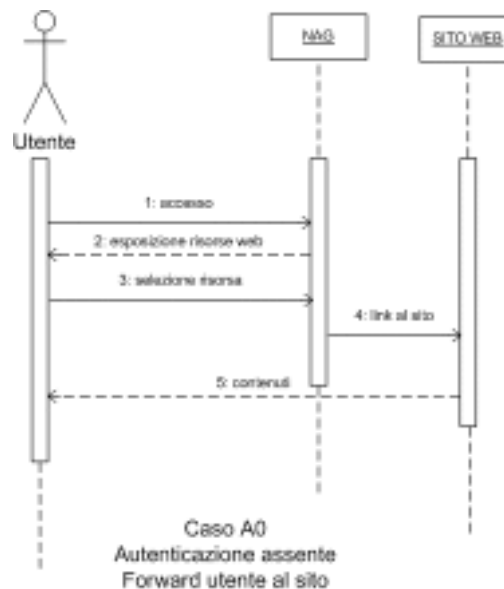 NAG
SITO WEB
Utente
1: accesso
2: esposizione risorse web
3: selezione risorsa
4: link al sito
5: contenuti
Caso A0
Autenticazione assente
Forward utente al sito